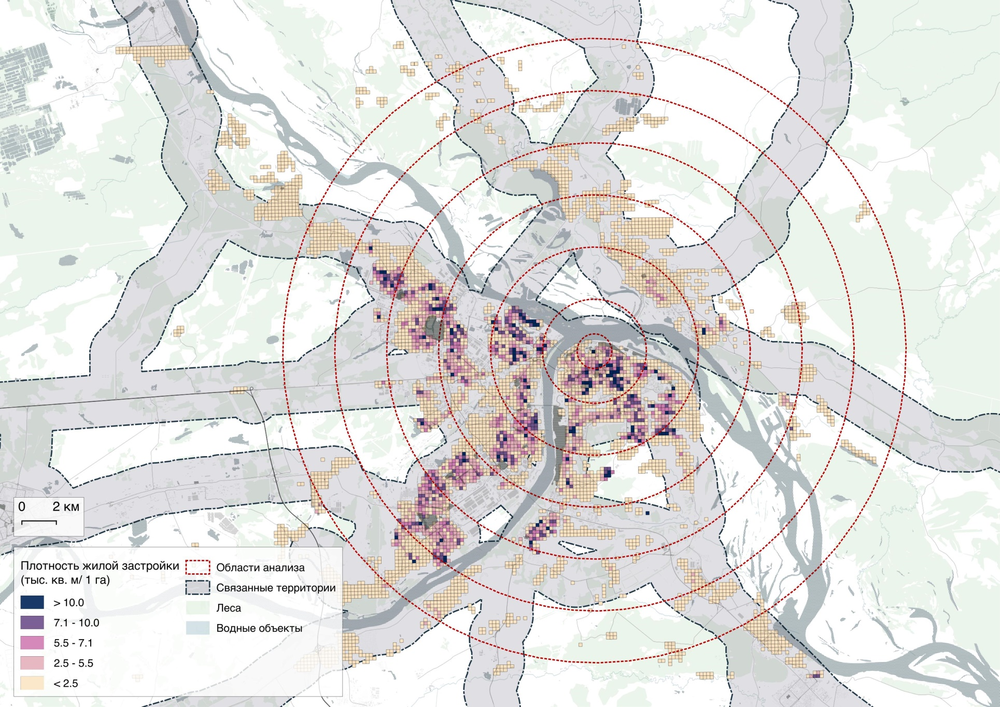 0 2 км
Плотность жилой застройки
(тыс. кв. м/ 1 га)
> 10.0
7.1 - 10.0
5.5 - 7.1
2.5 - 5.5
< 2.5
Области анализа
Связанные территории
Леса
Водные объекты